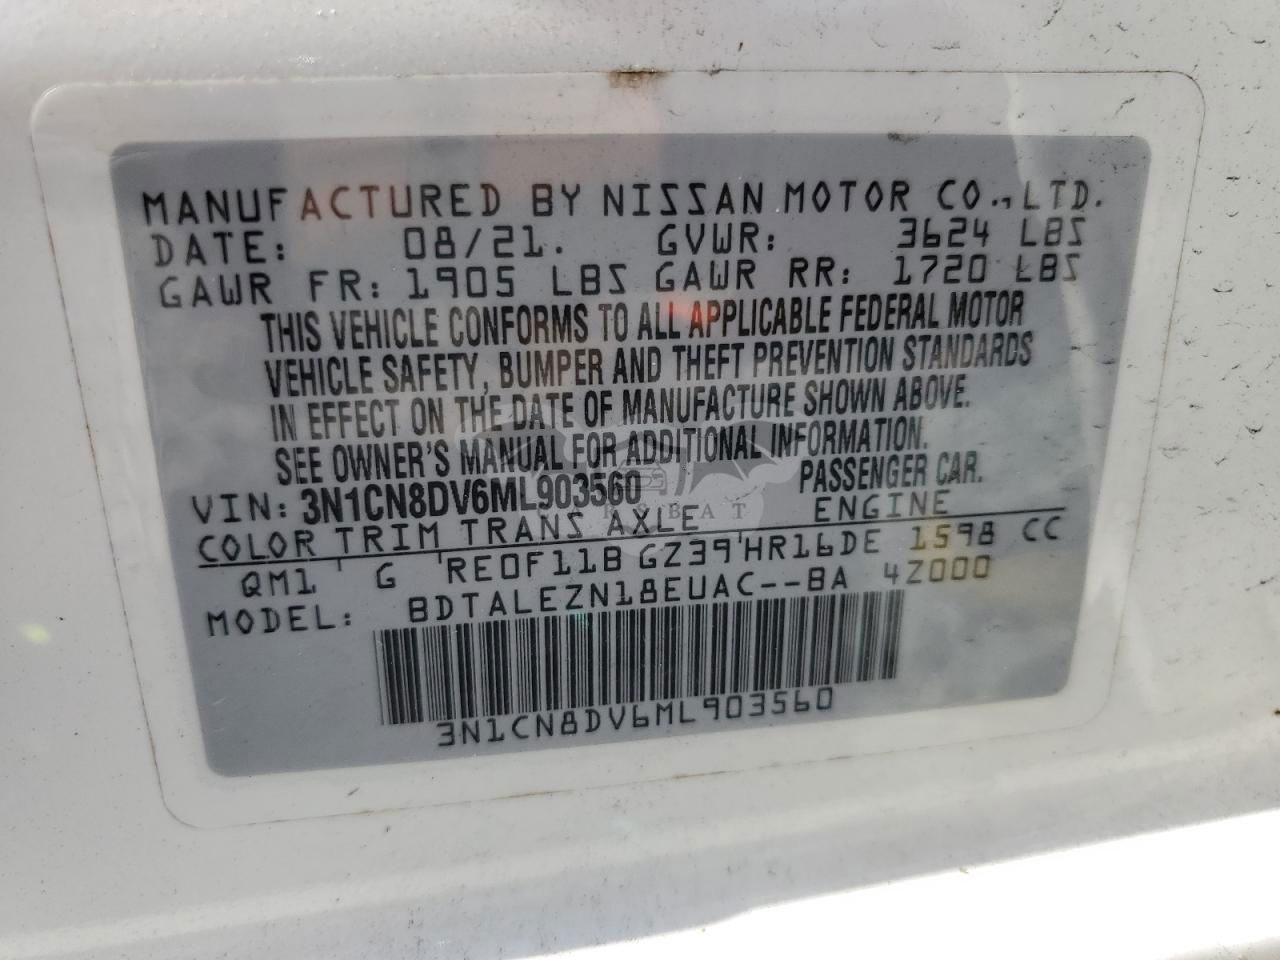 MANUFACTURED BY NISSAN MOTOR CO., LTD.
DATE: 08/21. GVWR: 3624 LBS
GAWR FR: 1905 LBS GAWR RR: 1720 LBS
THIS VEHICLE CONFORMS TO ALL APPLICABLE FEDERAL MOTOR
VEHICLE SAFETY, BUMPER AND THEFT PREVENTION STANDARDS
IN EFFECT ON THE DATE OF MANUFACTURE SHOWN ABOVE.
SEE OWNER'S MANUAL FOR ADDITIONAL INFORMATION.
VIN: 3N1CN8DV6ML903560 PASSENGER CAR.
COLOR TRIM TRANS AXLE ENGINE
QM1 G RE0F11B GZ39 HR16DE 1598 CC
MODEL: BDTALEZN18EUAC--BA 4Z000
3N1CN8DV6ML903560